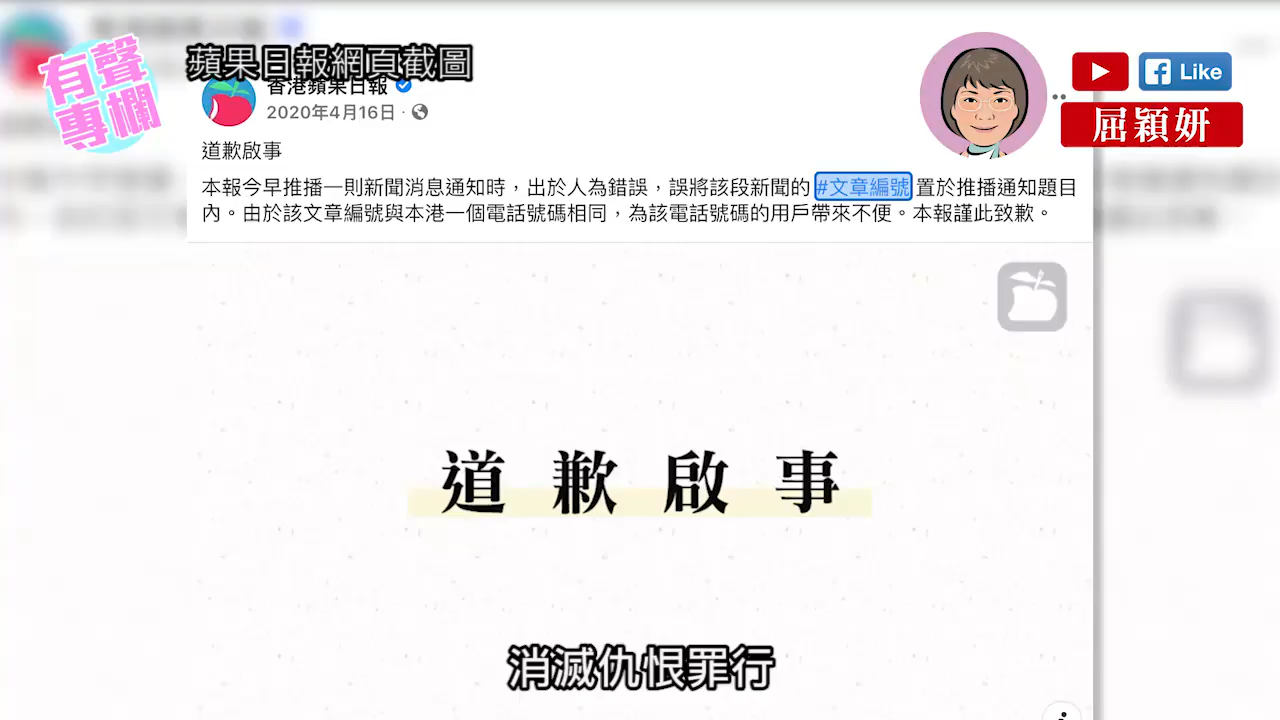 有聲
專欄
蘋果日報網頁截圖
香港蘋果日報
2020年4月16日
Like
屈穎妍
道歉啟事
本報今早推播一則新聞消息通知時，出於人為錯誤，誤將該段新聞的 #文章編號 置於推播通知題目
內。由於該文章編號與本港一個電話號碼相同，為該電話號碼的用戶帶來不便。本報謹此致歉。
道歉啟事
消滅仇恨罪行